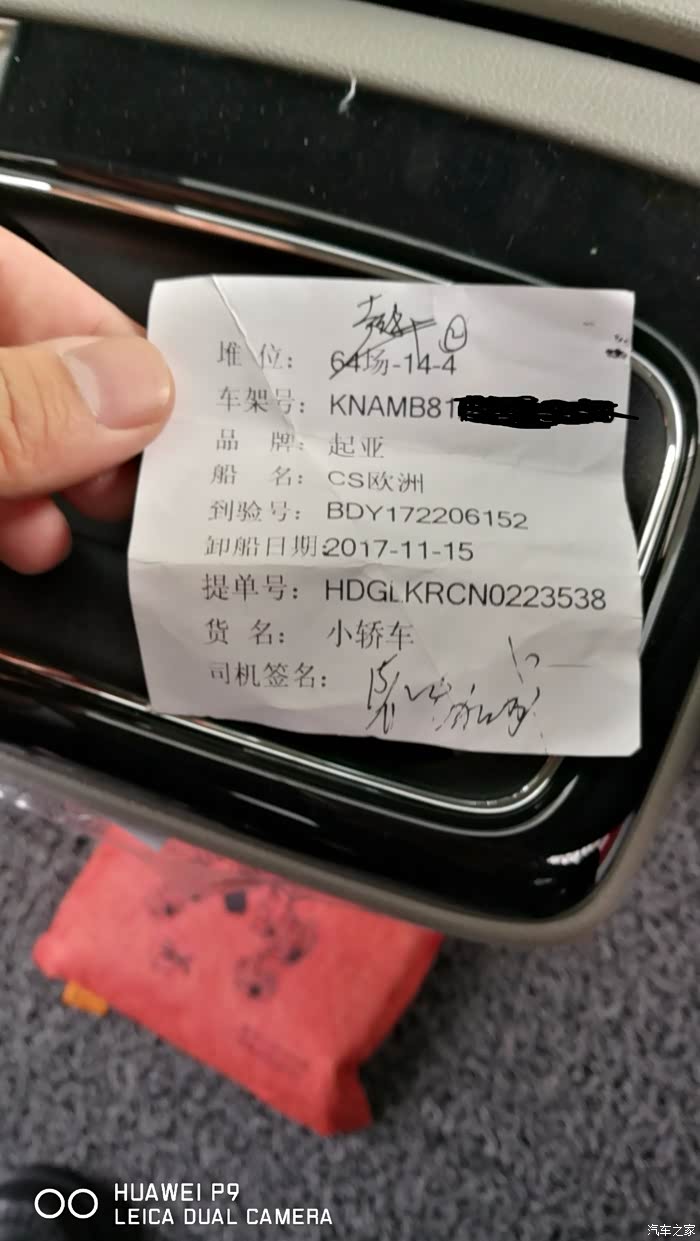 堆 位: 64场-14-4
车架号: KNAMB81
品 牌: 起亚
船 名: CS欧洲
到验号: BDY172206152
卸船日期:2017-11-15
提单号: HDGLKRCN0223538
货 名: 小轿车
司机签名:
HUAWEI P9
LEICA DUAL CAMERA
汽车之家